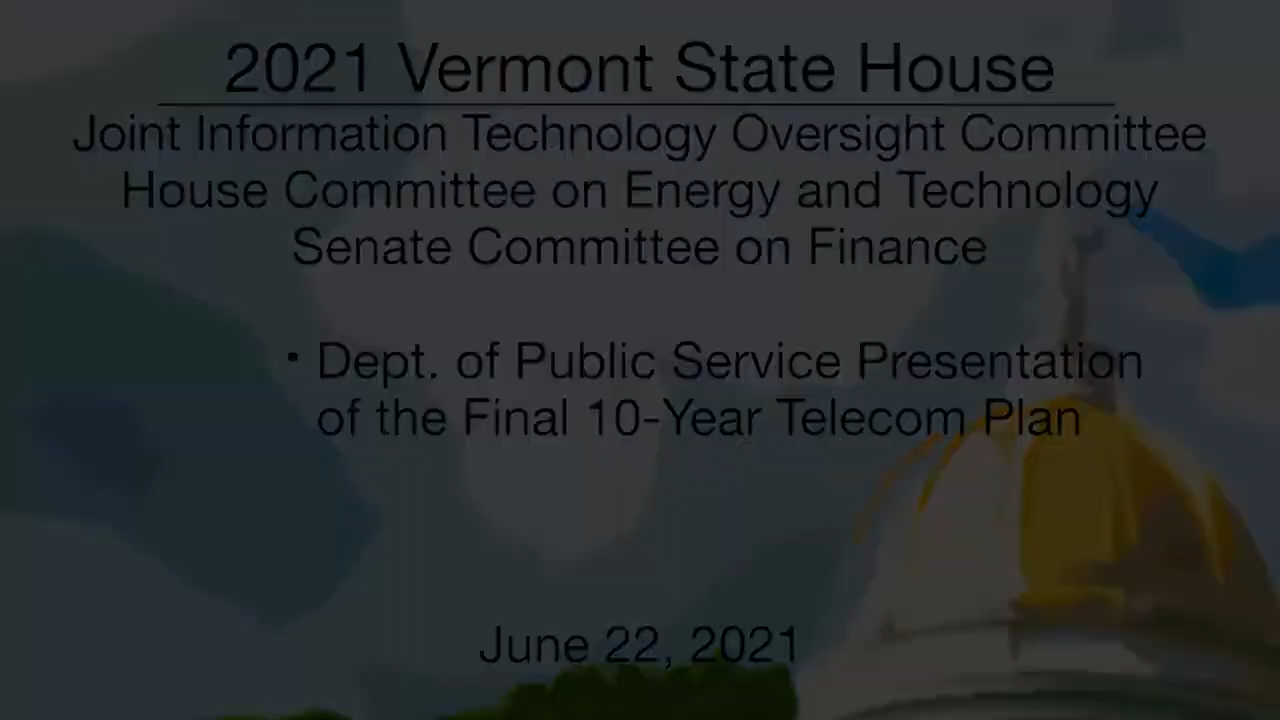 2021 Vermont State House
Joint Information Technology Oversight Committee
House Committee on Energy and Technology
Senate Committee on Finance
• Dept. of Public Service Presentation
of the Final 10-Year Telecom Plan
June 22, 2021